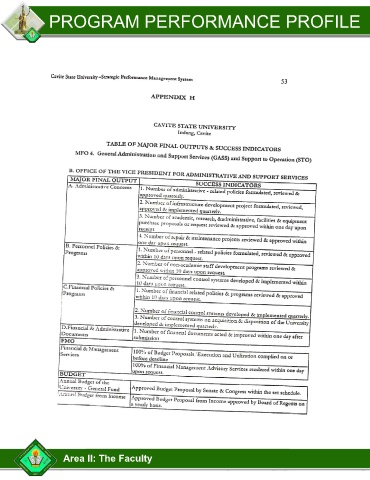 PROGRAM PERFORMANCE PROFILE
Cavite State University -Strategic Performance Management System
53
APPENDIX H
CAVITE STATE UNIVERSITY
Indang, Cavite
TABLE OF MAJOR FINAL OUTPUTS & SUCCESS INDICATORS
MFO 4. General Administration and Support Services (GASS) and Support to Operation (STO)
B. OFFICE OF THE VICE PRESIDENT FOR ADMINISTRATIVE AND SUPPORT SERVICES
MAJOR FINAL OUTPUT
SUCCESS INDICATORS
A. Administrative Concerns
1. Number of administrative - related policies formulated, reviewed &
approved quarterly.
2. Number of infrastructure development project formulated, reviewed,
approved & implemented quarterly.
3. Number of academic, research, &administrative, facilities & equipment
purchase proposals or request reviewed & approved within one day upon
request
4. Number of repair & maintenance projects reviewed & approved within
one day upon request.
B. Personnel Policies &
Programs
1. Number of personnel - related policies formulated, reviewed & approved
within 10 days upon request.
2. Number of non-academic staff development programs reviewed &
approved within 10 days upon request.
3. Number of personnel control systems developed & implemented within
10 days upon request.
C.Financial Policies &
Programs
1. Number of financial related policies & programs reviewed & approved
within 10 days upon request.
2. Number of financial control systems designed & implemented quarterly.
3. Number of control systems on acquisition & disposition of the University
developed & implemented quarterly.
D.Financial & Administrative
Documents
1. Number of financial documents acted & improved within one day after
submission
FMO
Financial & Management
Services
100% of Budget Proposals/ Execution and Utilization complied on or
before deadline
100% of Financial Management Advisory Services rendered within one day
upon request
BUDGET
Annual Budget of the
University - General Fund
Approved Budget Proposal by Senate & Congress within the set schedule.
Annual Budget from Income
Approved Budget Proposal from Income approved by Board of Regents on
a yearly basis.
Area II: The Faculty